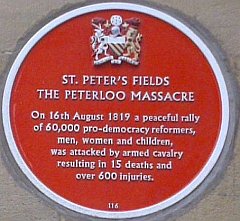 ST. PETER'S FIELDS
THE PETERLOO MASSACRE
On 16th August 1819 a peaceful rally
of 60,000 pro-democracy reformers,
men, women and children,
was attacked by armed cavalry
resulting in 15 deaths and
over 600 injuries.
116